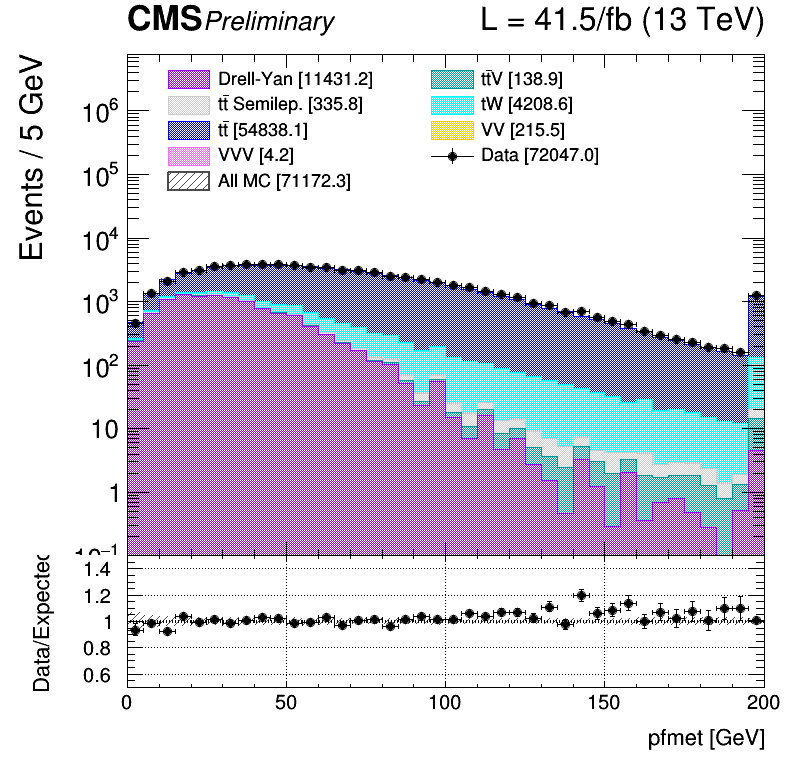 CMS Preliminary L = 41.5/fb (13 TeV)
Events / 5 GeV
Drell-Yan [11431.2]
tt̄ Semilep. [335.8]
tt̄ [54838.1]
VVV [4.2]
All MC [71172.3]
tt̄V [138.9]
tW [4208.6]
VV [215.5]
Data [72047.0]
10⁶
10⁵
10⁴
10³
10²
10
1
10⁻¹
Data/Expected
1.4
1.2
1
0.8
0.6
0 50 100 150 200
pfmet [GeV]